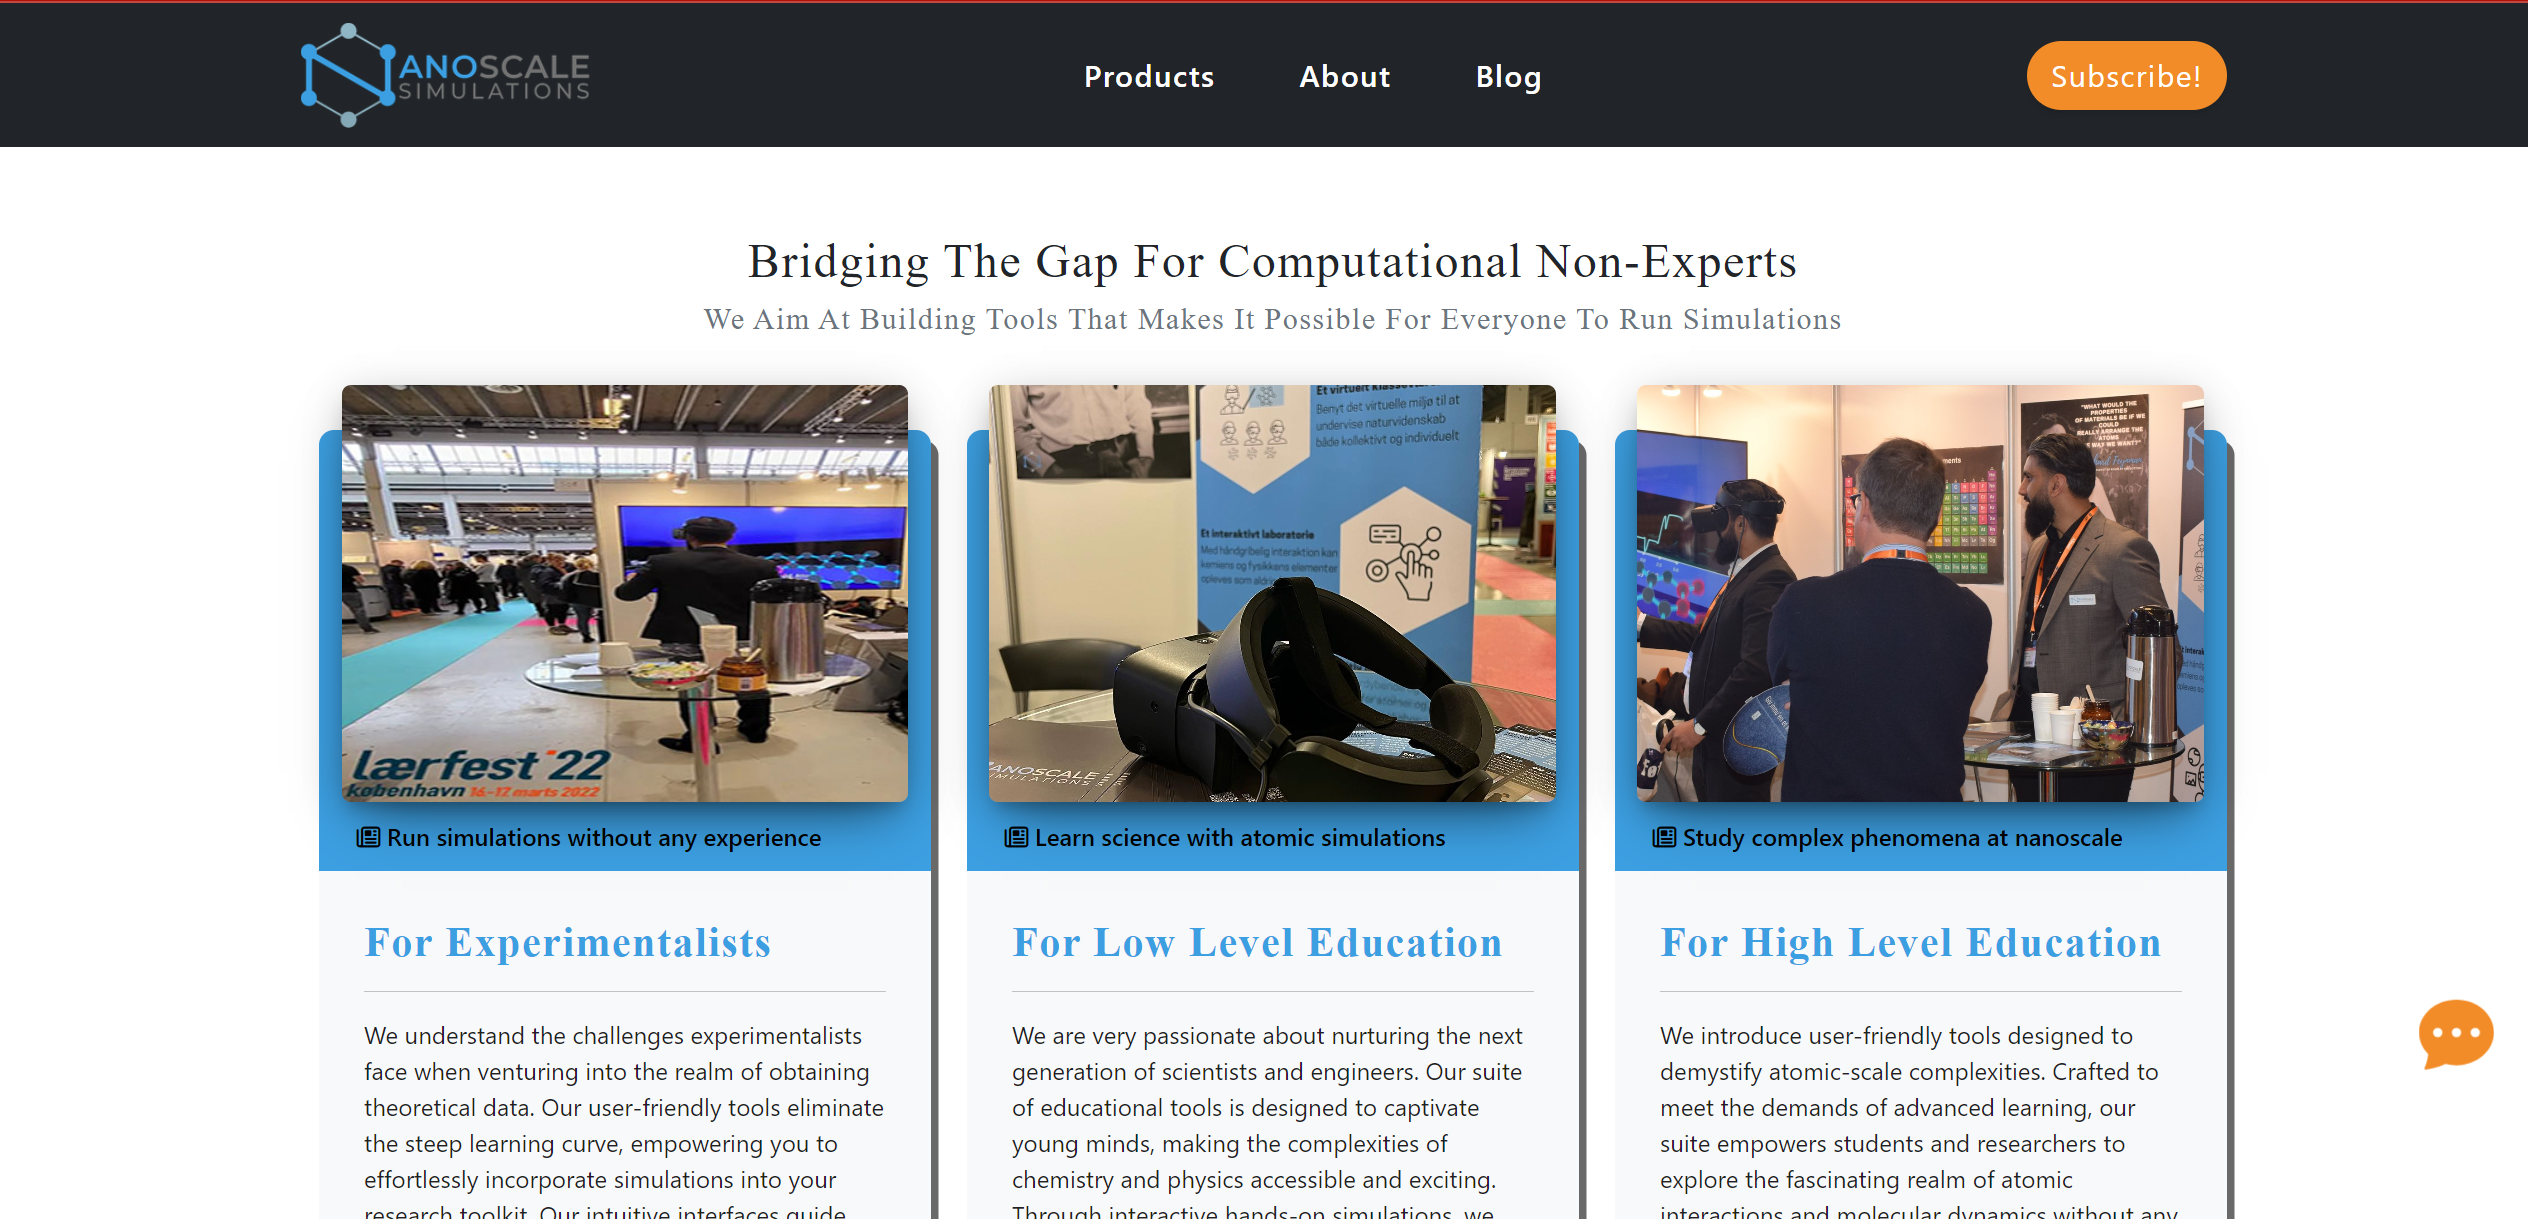 ANOSCALE
SIMULATIONS
Products
About
Blog
Subscribe!
Bridging The Gap For Computational Non-Experts
We Aim At Building Tools That Makes It Possible For Everyone To Run Simulations
lærfest '22
københavn 16.-17. marts 2022
Run simulations without any experience
Et virtuelt
Benyt det virtuelle miljø til at
undervise naturvidenskab
både kollektivt og individuelt
Et interaktivt laboratorie
Med håndgribelig interaktion kan
kemiens og fysikkens elementer
opleves som aldrig
ANOSCALE
SIMULATIONS
Learn science with atomic simulations
"WHAT WOULD THE
PROPERTIES
OF MATERIALS BE IF WE
COULD
REALLY ARRANGE THE
ATOMS
WAY WE WANT?"
Study complex phenomena at nanoscale
For Experimentalists
We understand the challenges experimentalists
face when venturing into the realm of obtaining
theoretical data. Our user-friendly tools eliminate
the steep learning curve, empowering you to
effortlessly incorporate simulations into your
research toolkit. Our intuitive interfaces guide
For Low Level Education
We are very passionate about nurturing the next
generation of scientists and engineers. Our suite
of educational tools is designed to captivate
young minds, making the complexities of
chemistry and physics accessible and exciting.
Through interactive hands-on simulations, we
For High Level Education
We introduce user-friendly tools designed to
demystify atomic-scale complexities. Crafted to
meet the demands of advanced learning, our
suite empowers students and researchers to
explore the fascinating realm of atomic
interactions and molecular dynamics without any